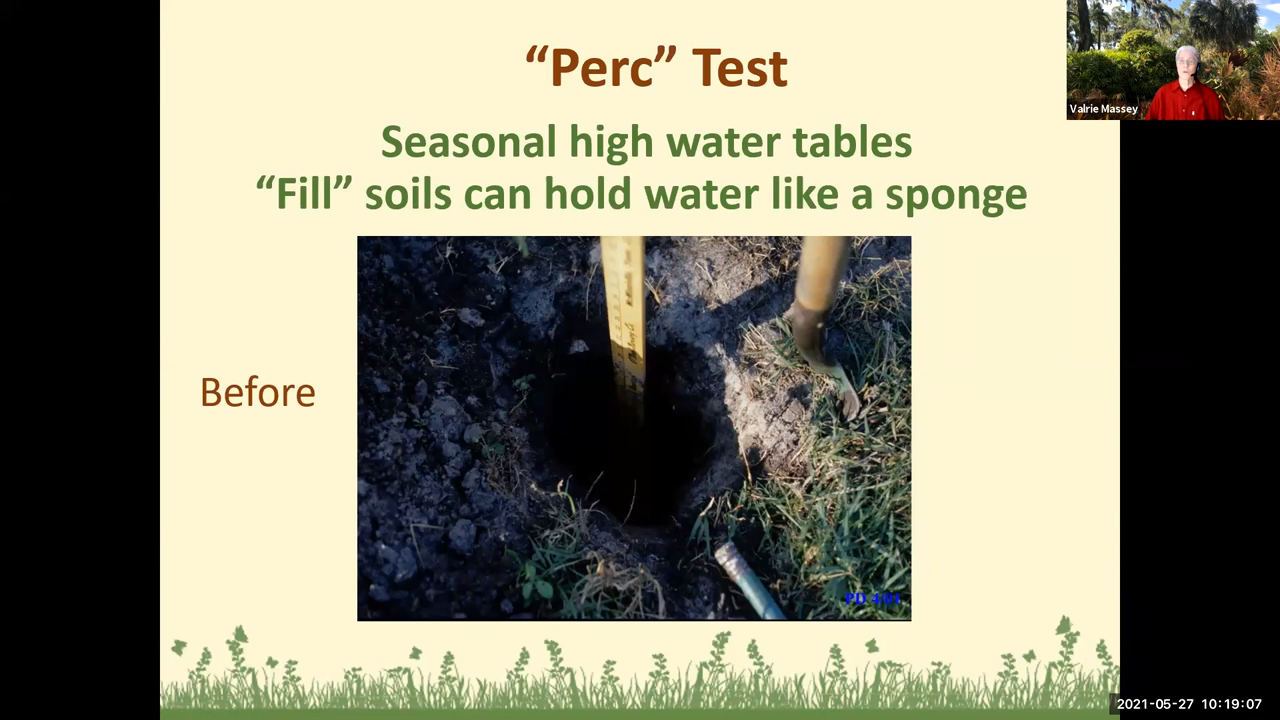 “Perc” Test
Valrie Massey
Seasonal high water tables
“Fill” soils can hold water like a sponge
Before
2021-05-27 10:19:07